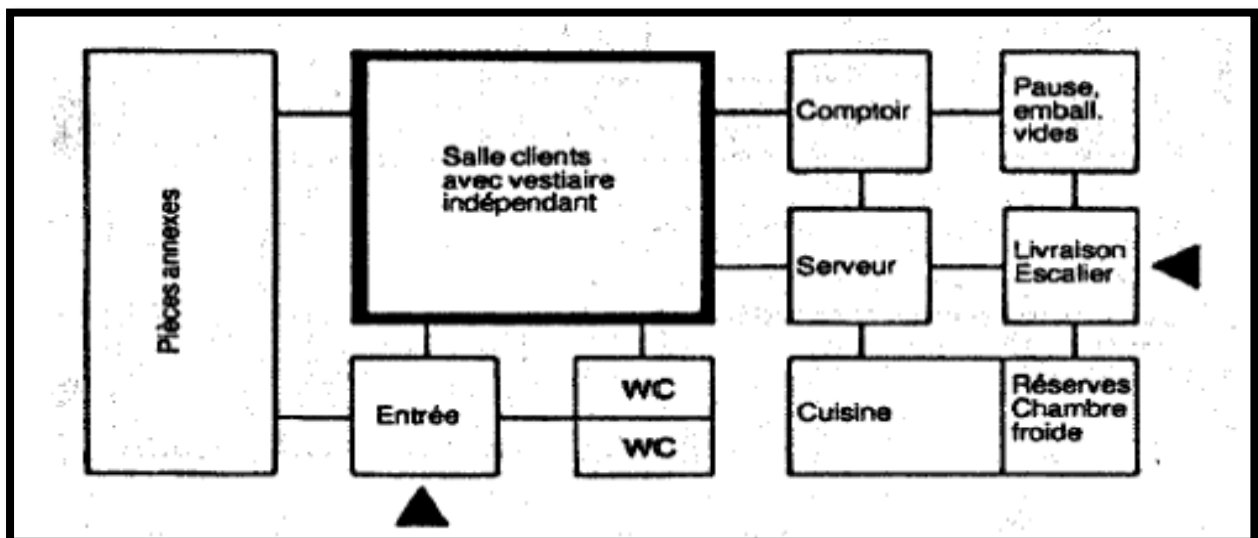 Pièces annexes
Salle clients
avec vestiaire
indépendant
Comptoir
Pause,
emball.
vides
Serveur
Livraison
Escalier
Entrée
WC
WC
Cuisine
Réserves
Chambre
froide